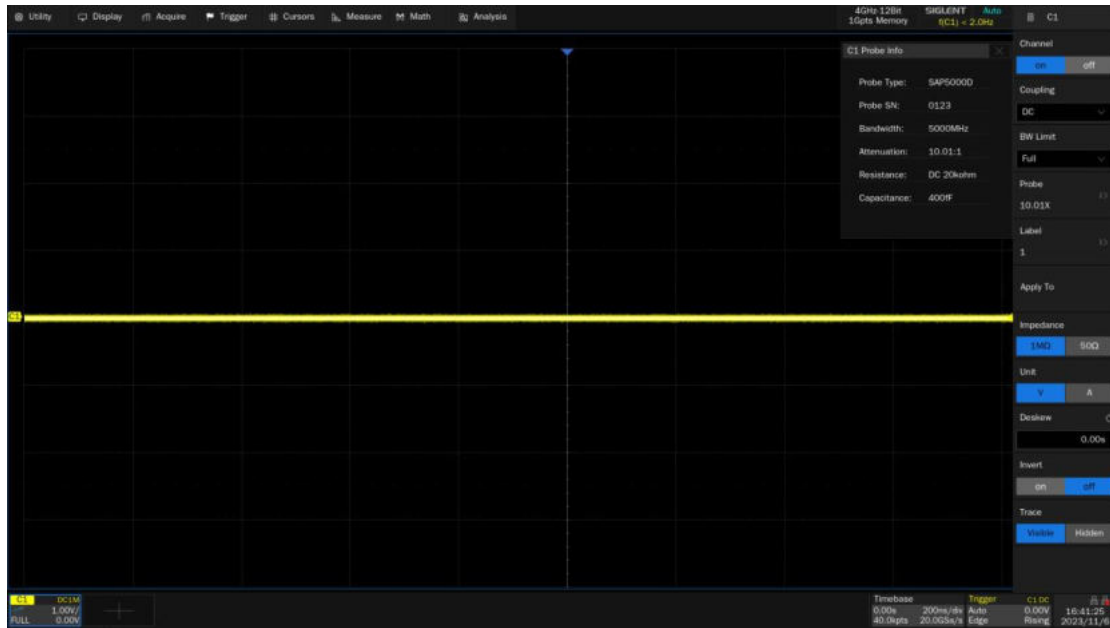 Utility Display Acquire Trigger Cursors Measure Math Analysis
4GHz 12Bit
1Gpts Memory
SIGLENT Auto
f(C1) < 2.0Hz
C1
C1 Probe Info
Probe Type: SAP5000D
Probe SN: 0123
Bandwidth: 5000MHz
Attenuation: 10.01:1
Resistance: DC 20kohm
Capacitance: 400fF
Channel
on off
Coupling
DC
BW Limit
Full
Probe
10.01X
Label
1
Apply To
Impedance
1MΩ 50Ω
Unit
V A
Deskew
0.00s
Invert
on off
Trace
Visible Hidden
C1
C1 DC1M
1.00V/
FULL 0.00V
Timebase
0.00s 200ns/div
40.0kpts 20.0GSa/s
Trigger C1 DC
Auto 0.00V
Edge Rising
16:41:25
2023/11/6